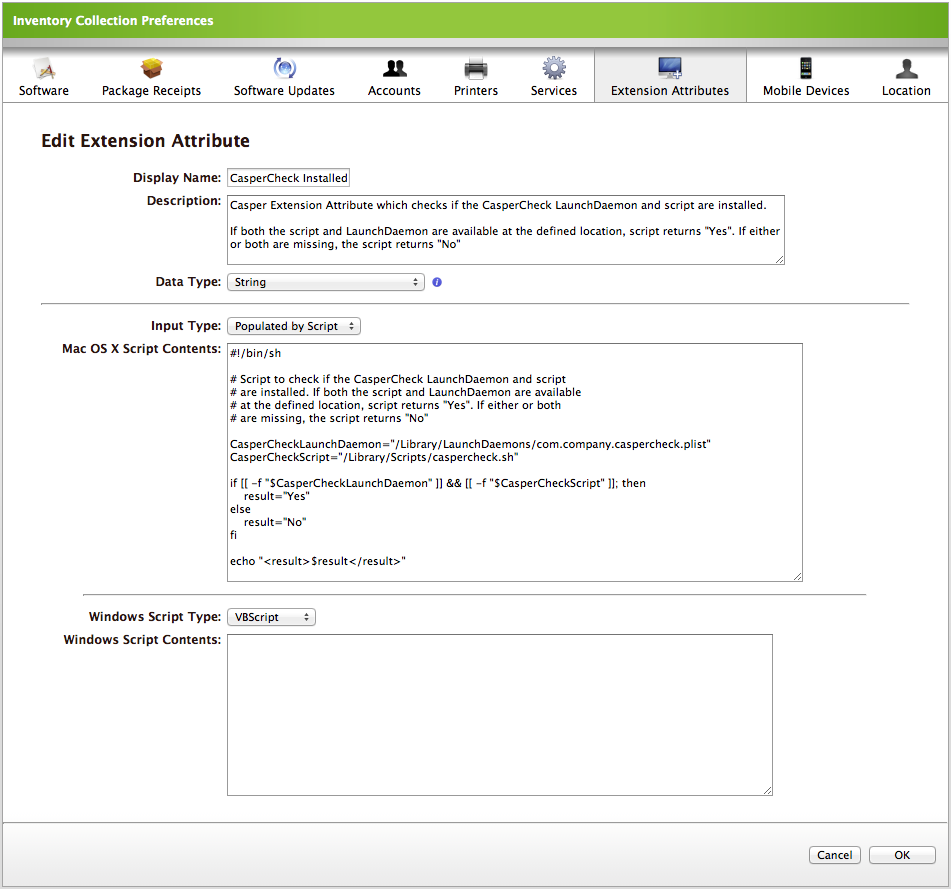 Inventory Collection Preferences
Software Package Receipts Software Updates Accounts Printers Services Extension Attributes Mobile Devices Location
Edit Extension Attribute
Display Name: CasperCheck Installed
Description: Casper Extension Attribute which checks if the CasperCheck LaunchDaemon and script are installed.
If both the script and LaunchDaemon are available at the defined location, script returns "Yes". If either
or both are missing, the script returns "No"
Data Type: String i
Input Type: Populated by Script
Mac OS X Script Contents: #!/bin/sh
# Script to check if the CasperCheck LaunchDaemon and script
# are installed. If both the script and LaunchDaemon are available
# at the defined location, script returns "Yes". If either or both
# are missing, the script returns "No"
CasperCheckLaunchDaemon="/Library/LaunchDaemons/com.company.caspercheck.plist"
CasperCheckScript="/Library/Scripts/caspercheck.sh"
if [[ -f "$CasperCheckLaunchDaemon" ]] && [[ -f "$CasperCheckScript" ]]; then
result="Yes"
else
result="No"
fi
echo "<result>$result</result>"
Windows Script Type: VBScript
Windows Script Contents:
Cancel OK